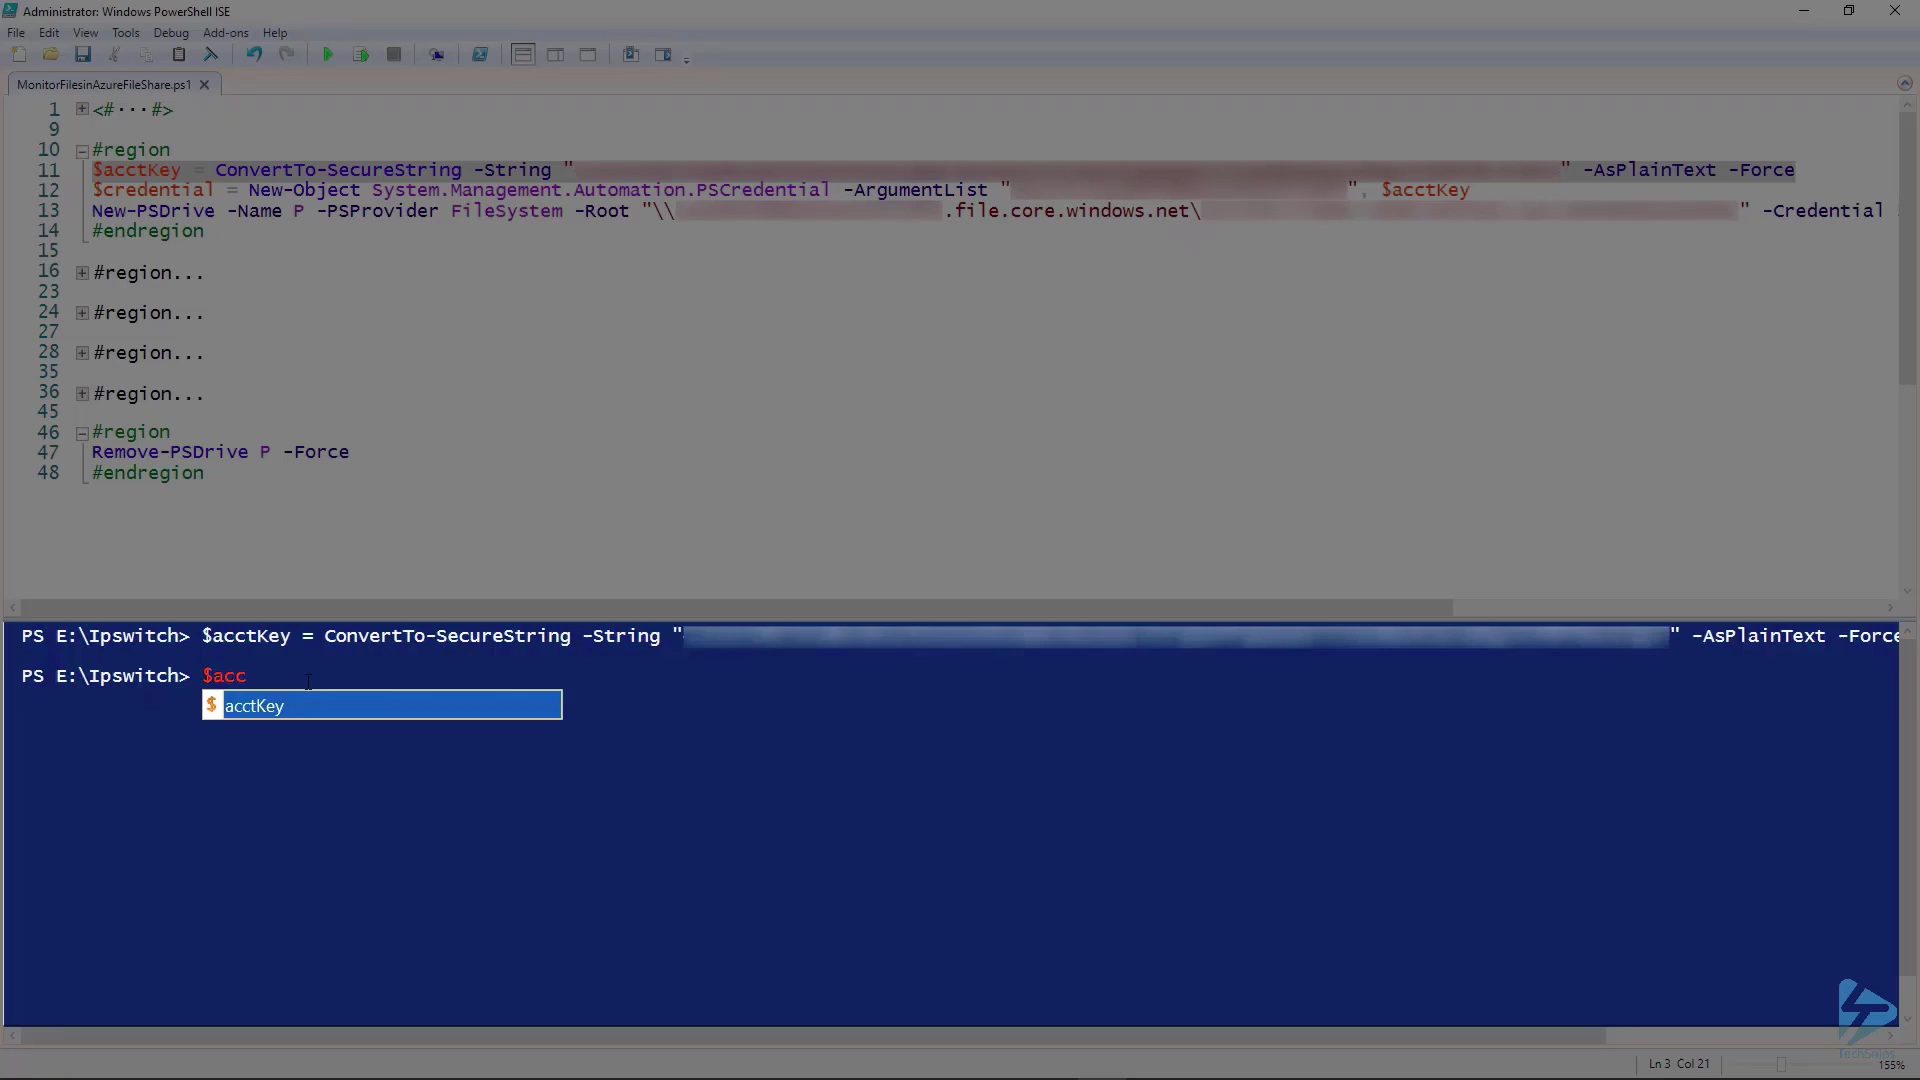 Administrator: Windows PowerShell ISE
File Edit View Tools Debug Add-ons Help
MonitorFilesinAzureFileShare.ps1
1 <#···#>
9
10 #region
11 $acctKey = ConvertTo-SecureString -String " " -AsPlainText -Force
12 $credential = New-Object System.Management.Automation.PSCredential -ArgumentList " ", $acctKey
13 New-PSDrive -Name P -PSProvider FileSystem -Root "\\ .file.core.windows.net\ " -Credential
14 #endregion
15
16 #region...
23
24 #region...
27
28 #region...
35
36 #region...
45
46 #region
47 Remove-PSDrive P -Force
48 #endregion
PS E:\Ipswitch> $acctKey = ConvertTo-SecureString -String " " -AsPlainText -Force
PS E:\Ipswitch> $acc
$ acctKey
TechSnips
Ln 3 Col 21 155%